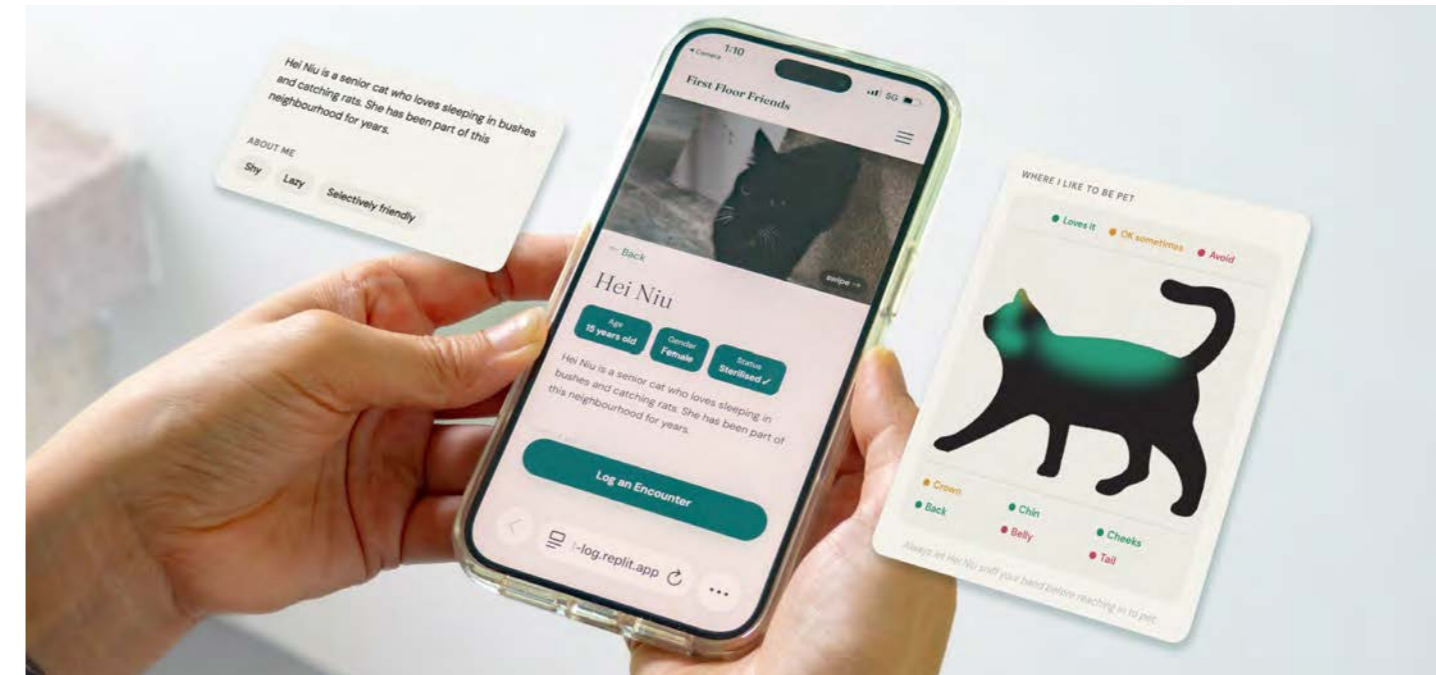 Hei Niu is a senior cat who loves sleeping in bushes
and catching rats. She has been part of this
neighbourhood for years.
ABOUT ME
Shy
Lazy
Selectively friendly
1:10
Camera
5G
First Floor Friends
swipe →
← Back
Hei Niu
Age
15 years old
Gender
Female
Status
Sterilised ✓
Hei Niu is a senior cat who loves sleeping in
bushes and catching rats. She has been part of
this neighbourhood for years.
Log an Encounter
-log.replit.app
WHERE I LIKE TO BE PET
Loves it
OK sometimes
Avoid
Crown
Chin
Cheeks
Back
Belly
Tail
Always let Hei Niu sniff your hand before reaching in to pet.